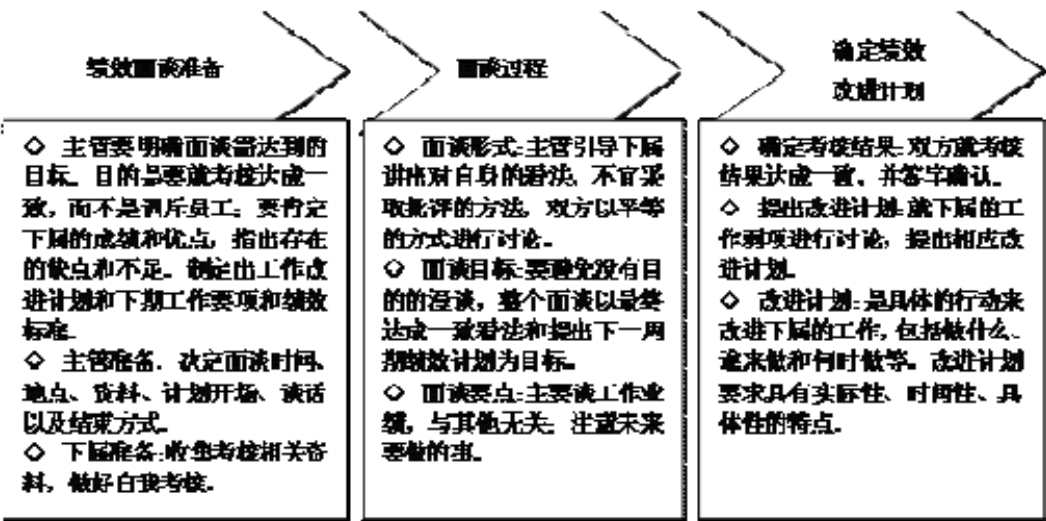 绩效面谈准备
面谈过程
确定绩效
改进计划
◇ 主管要明确面谈需达到的
目标。目的是要就考核达成一
致，而不是训斥员工；要肯定
下属的成绩和优点，指出存在
的缺点和不足。制定出工作改
进计划和下期工作要项和绩效
标准。
◇ 主管准备：决定面谈时间、
地点、资料、计划开场、谈话
以及结束方式。
◇ 下属准备：收集考核相关资
料，做好自我考核。
◇ 面谈形式：主管引导下属
讲出对自身的看法，不宜采
取批评的方法，双方以平等
的方式进行讨论。
◇ 面谈目标：要避免没有目
的的漫谈，整个面谈以最终
达成一致看法和提出下一周
期绩效计划为目标。
◇ 面谈要点：主要谈工作业
绩，与其他无关；注意未来
要做的事。
◇ 确定考核结果：双方就考核
结果达成一致，并签字确认。
◇ 提出改进计划：就下属的工
作弱项进行讨论，提出相应改
进计划。
◇ 改进计划：是具体的行动来
改进下属的工作，包括做什么、
谁来做和何时做等。改进计划
要求具有实际性、时间性、具
体性的特点。